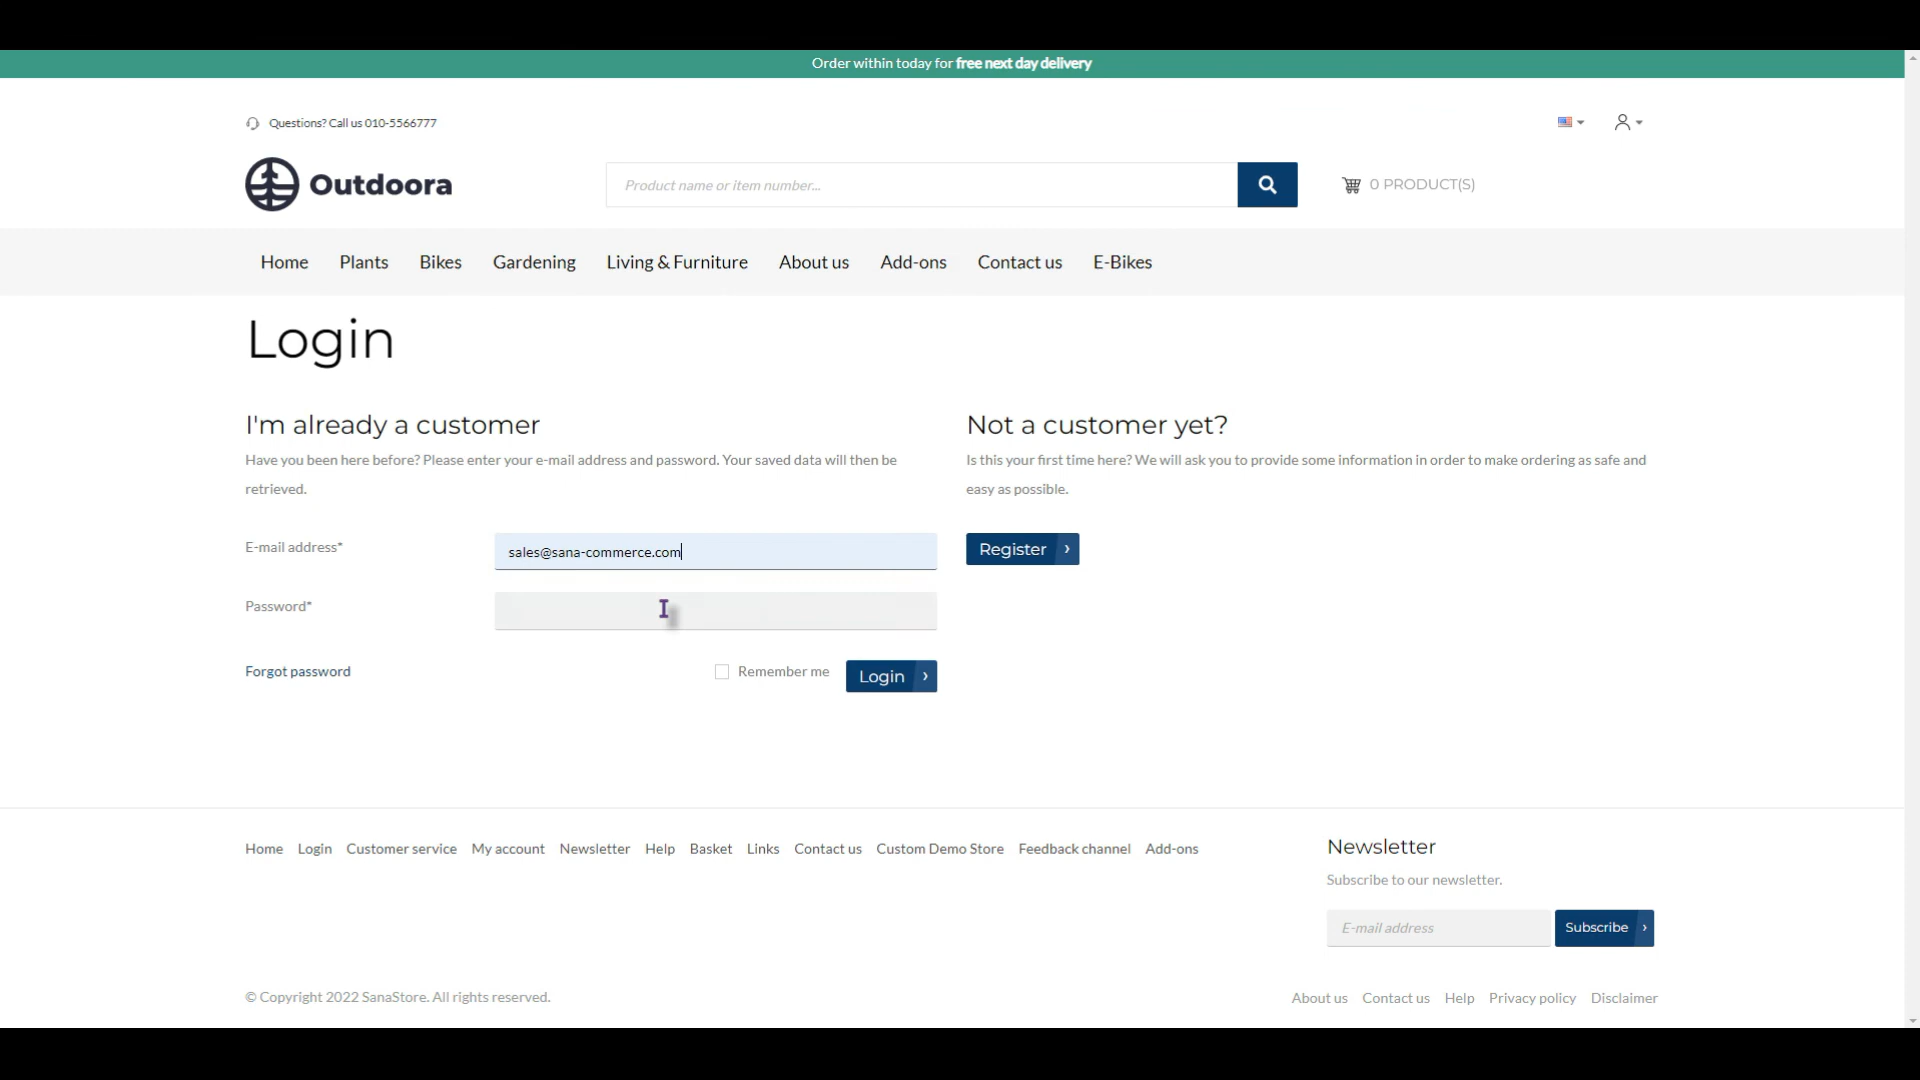 Order within today for free next day delivery
Questions? Call us 010-5566777
Outdoora
Product name or item number...
0 PRODUCT(S)
Home Plants Bikes Gardening Living & Furniture About us Add-ons Contact us E-Bikes
Login
I'm already a customer
Have you been here before? Please enter your e-mail address and password. Your saved data will then be
retrieved.
E-mail address*
sales@sana-commerce.com
Password*
Forgot password
Remember me
Login
Not a customer yet?
Is this your first time here? We will ask you to provide some information in order to make ordering as safe and
easy as possible.
Register
Home Login Customer service My account Newsletter Help Basket Links Contact us Custom Demo Store Feedback channel Add-ons
Newsletter
Subscribe to our newsletter.
E-mail address
Subscribe
© Copyright 2022 SanaStore. All rights reserved.
About us Contact us Help Privacy policy Disclaimer